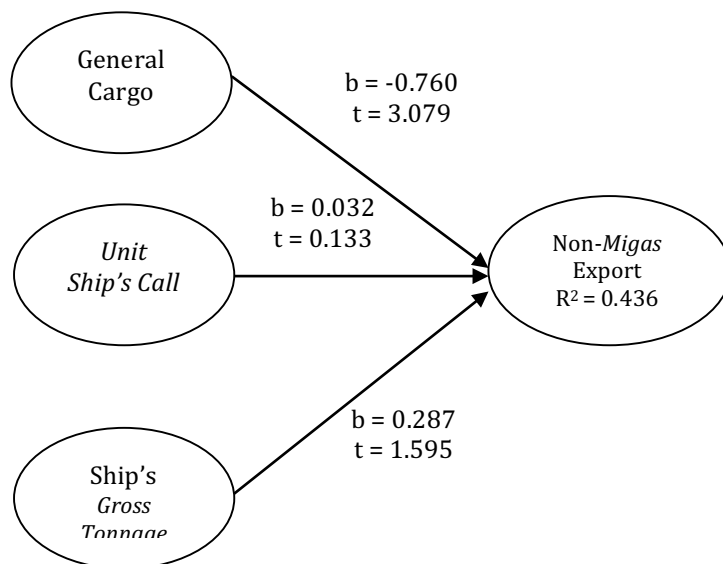 General
Cargo
b = -0.760
t = 3.079
b = 0.032
t = 0.133
Unit
Ship's Call
Non-Migas
Export
R² = 0.436
b = 0.287
t = 1.595
Ship's
Gross
Tonnage